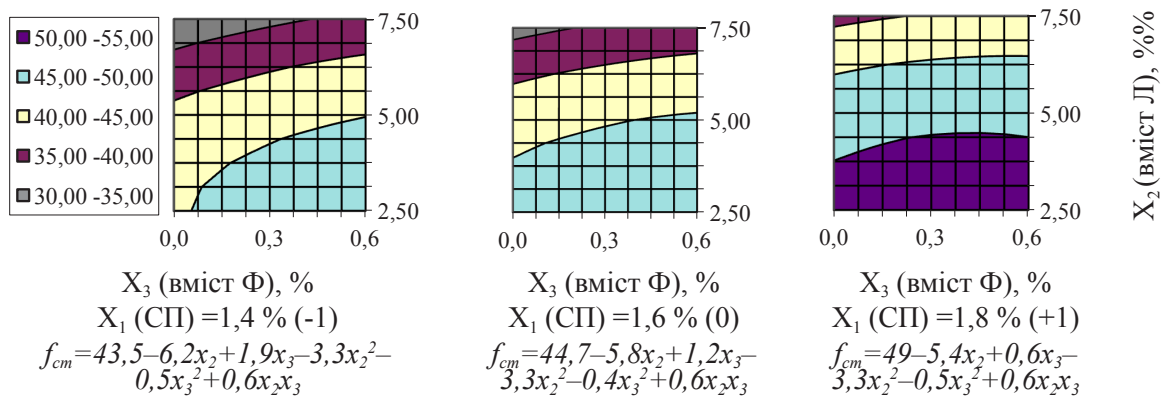 50,00 -55,00
45,00 -50,00
40,00 -45,00
35,00 -40,00
30,00 -35,00
7,50
5,00
2,50
0,0 0,3 0,6
X₃ (вміст Ф), %
X₁ (СП) =1,4 % (-1)
f_cm=43,5–6,2x₂+1,9x₃–3,3x₂²–
0,5x₃²+0,6x₂x₃
7,50
5,00
2,50
0,0 0,3 0,6
X₃ (вміст Ф), %
X₁ (СП) =1,6 % (0)
f_cm=44,7–5,8x₂+1,2x₃–
3,3x₂²–0,4x₃²+0,6x₂x₃
7,50
5,00
2,50
0,0 0,3 0,6
X₃ (вміст Ф), %
X₁ (СП) =1,8 % (+1)
f_cm=49–5,4x₂+0,6x₃–
3,3x₂²–0,5x₃²+0,6x₂x₃
X₂ (вміст Л), %%